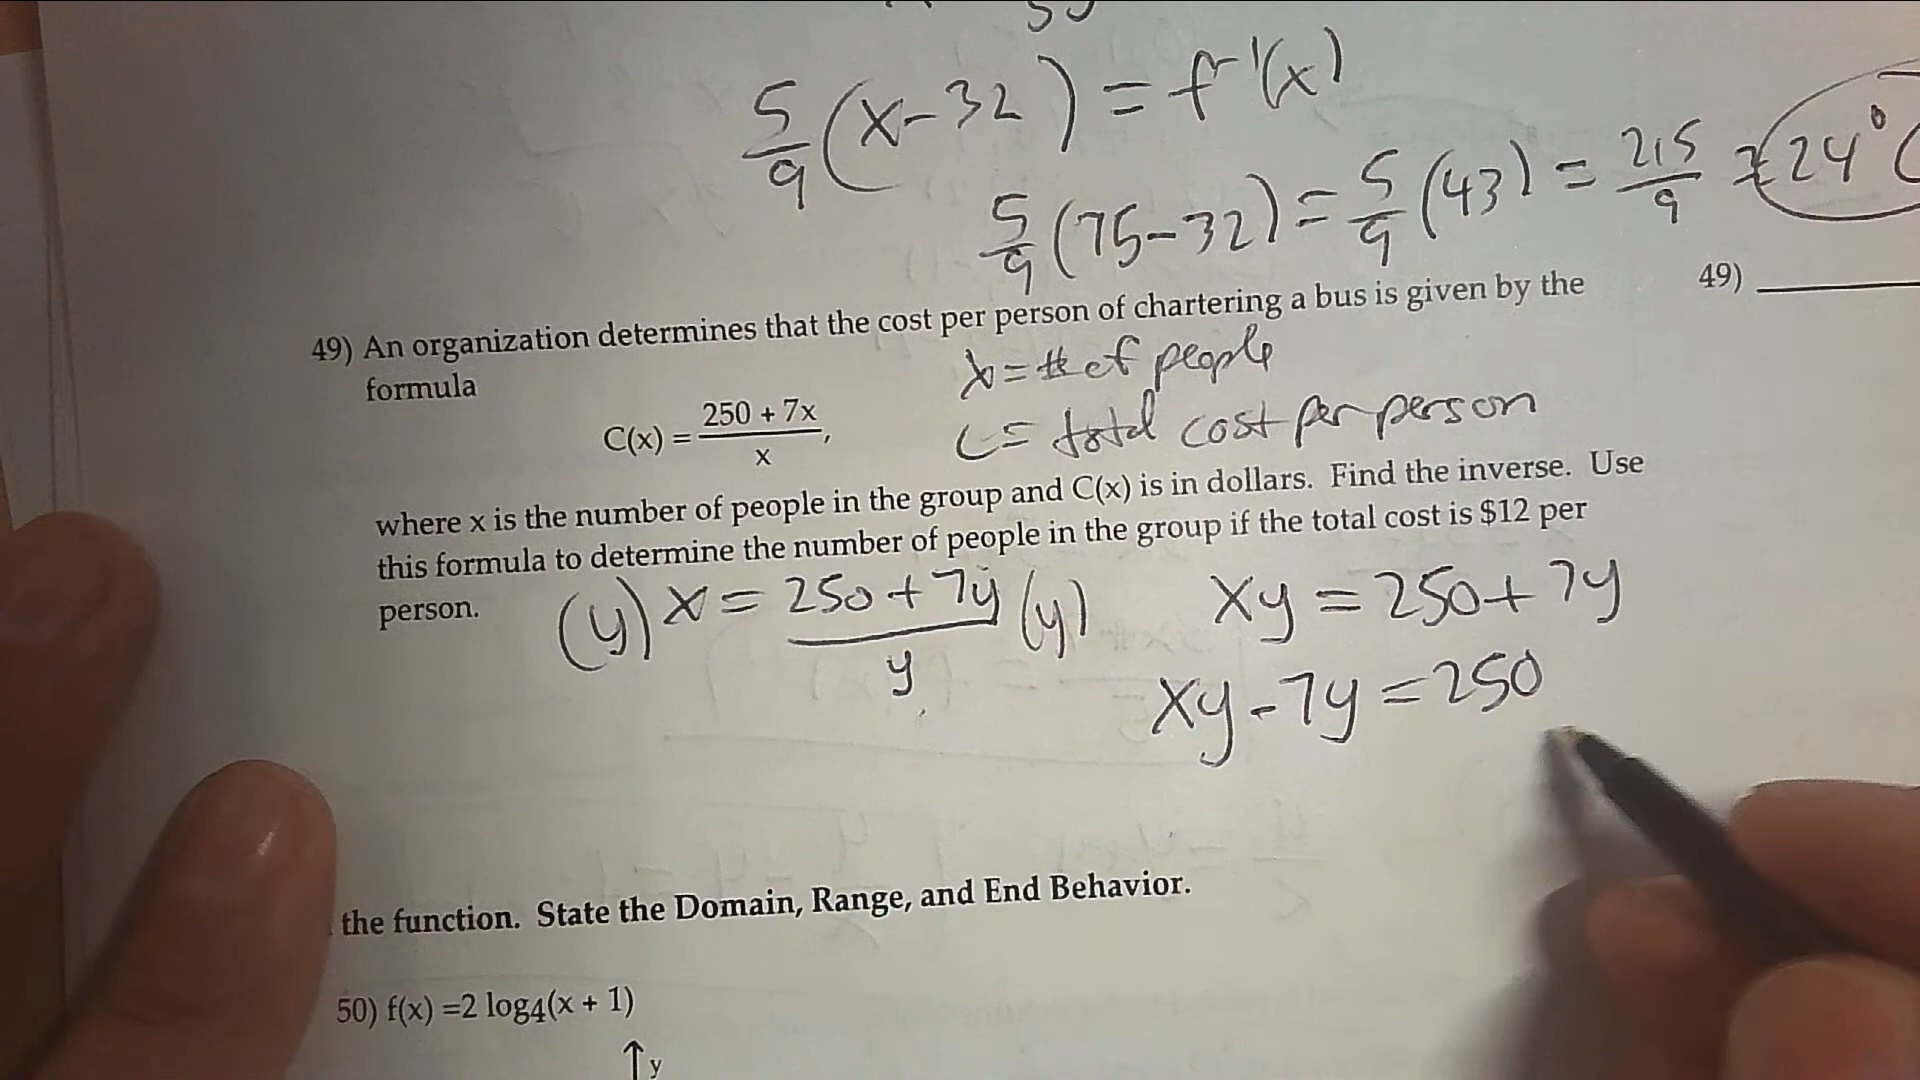 5/9 (x-32) = f⁻¹(x)
5/9 (75-32) = 5/9 (43) = 215/9 ≈ 24°
49) An organization determines that the cost per person of chartering a bus is given by the 49)
formula x = # of people
C(x) = (250 + 7x)/x, C = total cost per person
where x is the number of people in the group and C(x) is in dollars. Find the inverse. Use
this formula to determine the number of people in the group if the total cost is $12 per
person.
(y) x = (250 + 7y)/y (y) xy = 250 + 7y
xy - 7y = 250
the function. State the Domain, Range, and End Behavior.
50) f(x) =2 log₄(x + 1)
y